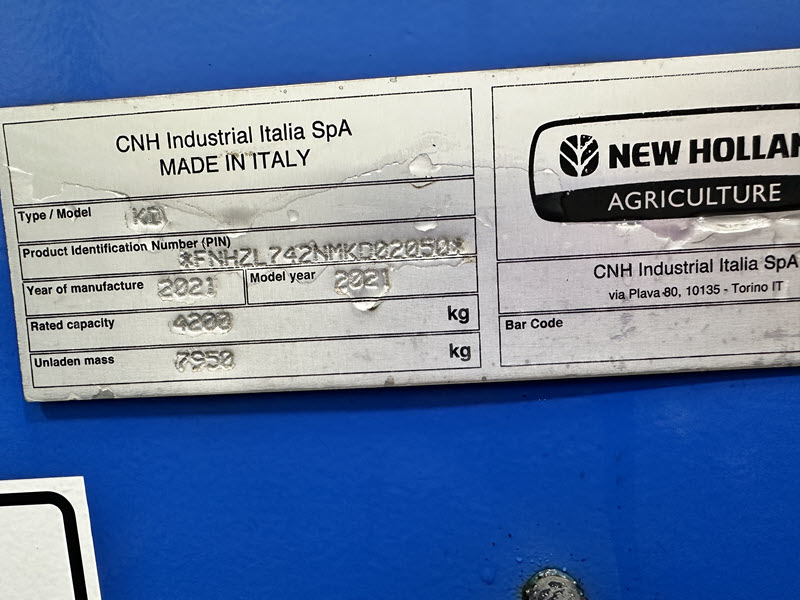 CNH Industrial Italia SpA
MADE IN ITALY
Type / Model KD
Product Identification Number (PIN)
*FNHZL742NMKD02050*
Year of manufacture 2021 Model year 2021
Rated capacity 4200 kg
Unladen mass 7950 kg
NEW HOLLAN
AGRICULTURE
CNH Industrial Italia SpA
via Plava 80, 10135 - Torino IT
Bar Code